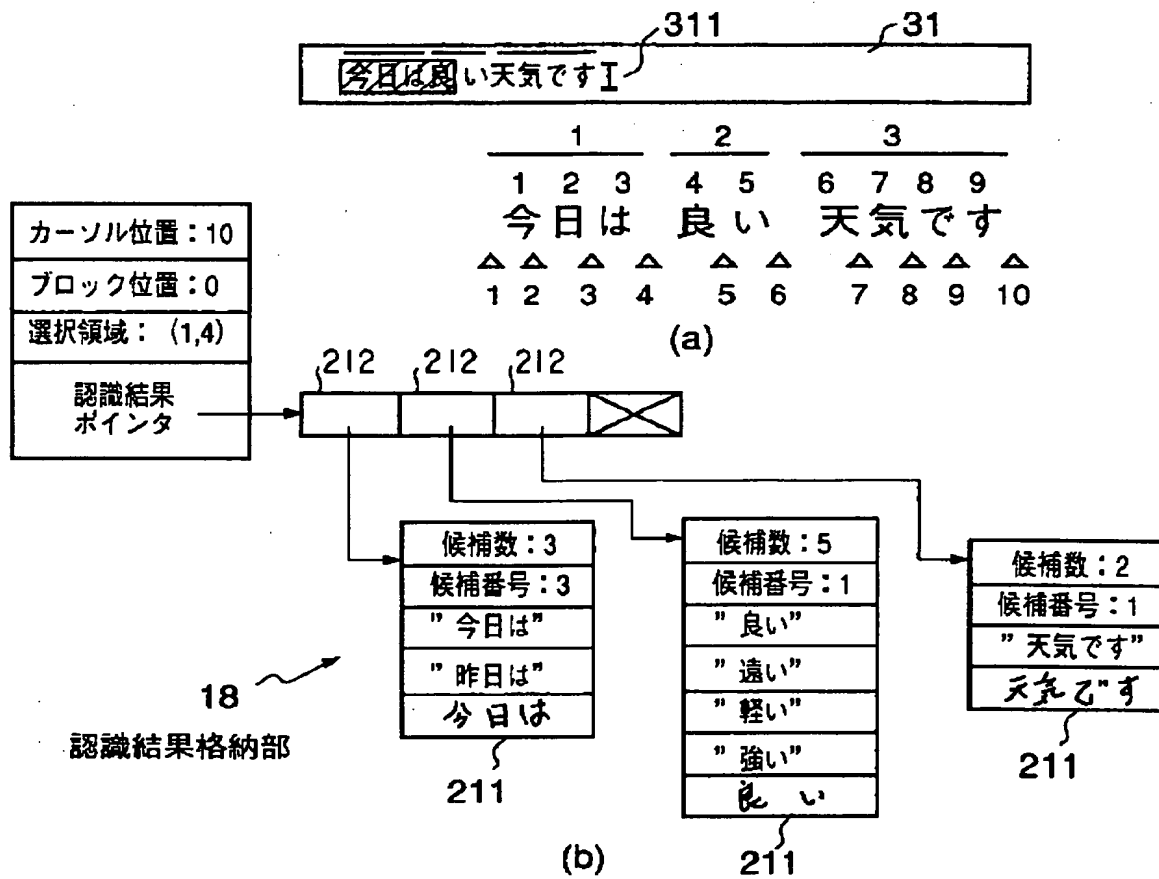 311
31
今日は良い天気です
1 2 3
1 2 3 4 5 6 7 8 9
今日は 良い 天気です
1 2 3 4 5 6 7 8 9 10
(a)
カーソル位置:10
ブロック位置:0
選択領域: (1,4)
認識結果
ポインタ
212 212 212
候補数:3
候補番号:3
"今日は"
"昨日は"
今日は
211
候補数:5
候補番号:1
"良い"
"遠い"
"軽い"
"強い"
良い
211
候補数:2
候補番号:1
"天気です"
天気です
211
18
認識結果格納部
(b)